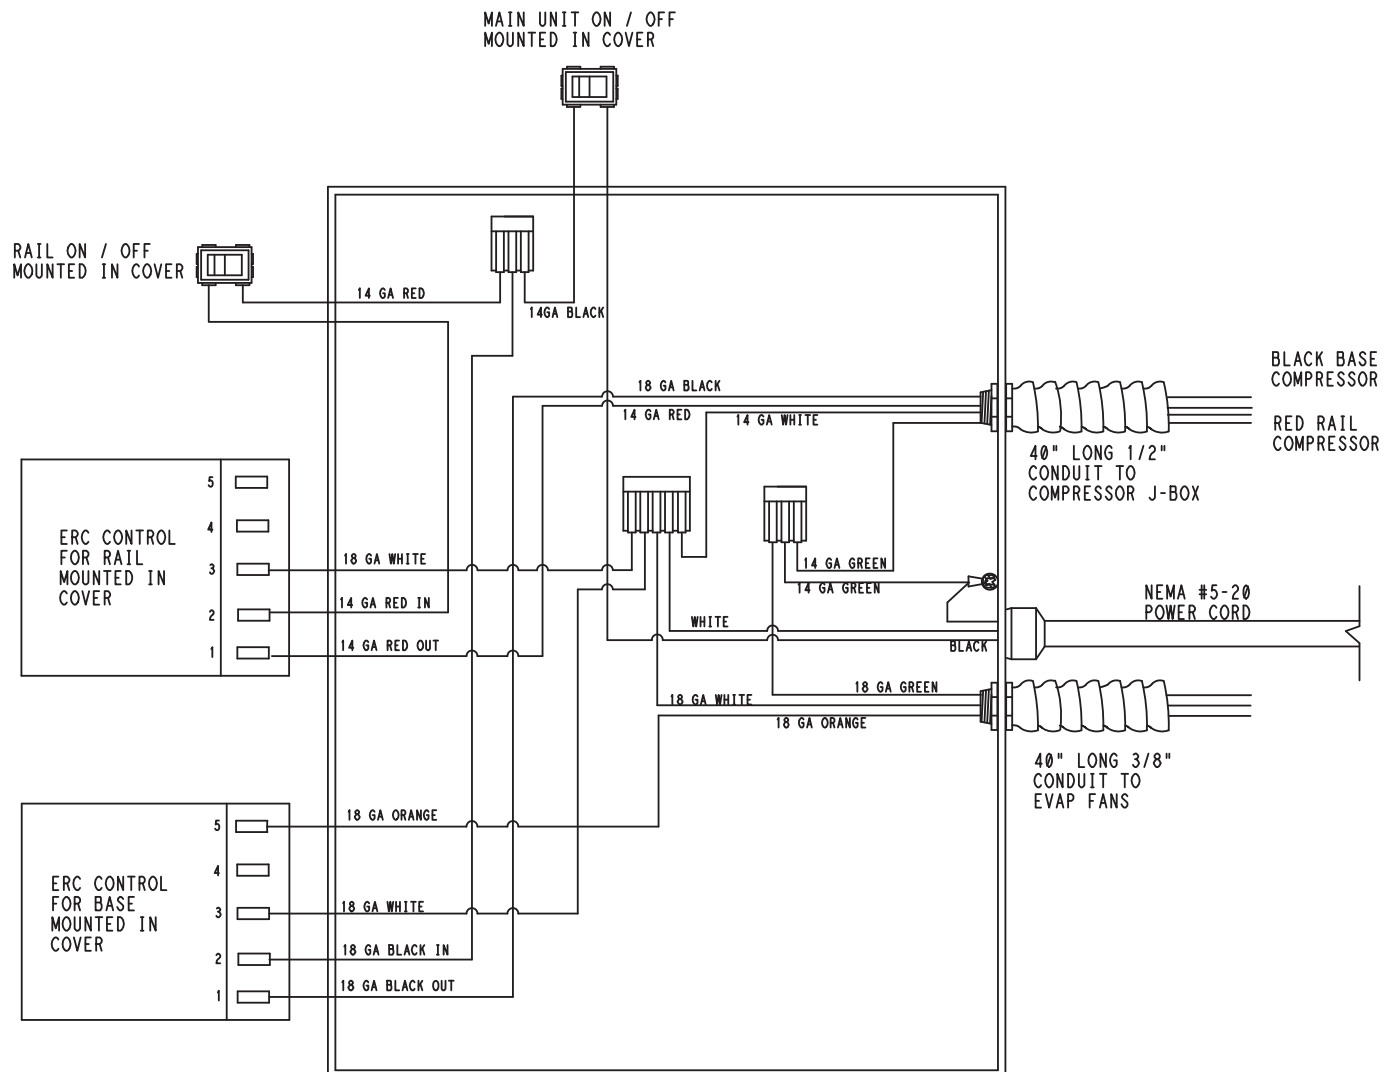 MAIN UNIT ON / OFF
MOUNTED IN COVER
RAIL ON / OFF
MOUNTED IN COVER
14 GA RED
14GA BLACK
BLACK BASE
COMPRESSOR
18 GA BLACK
14 GA RED
14 GA WHITE
RED RAIL
COMPRESSOR
40" LONG 1/2"
CONDUIT TO
COMPRESSOR J-BOX
ERC CONTROL
FOR RAIL
MOUNTED IN
COVER
5
4
3
2
1
18 GA WHITE
14 GA RED IN
14 GA RED OUT
14 GA GREEN
14 GA GREEN
NEMA #5-20
POWER CORD
WHITE
BLACK
18 GA GREEN
18 GA WHITE
18 GA ORANGE
40" LONG 3/8"
CONDUIT TO
EVAP FANS
ERC CONTROL
FOR BASE
MOUNTED IN
COVER
5
4
3
2
1
18 GA ORANGE
18 GA WHITE
18 GA BLACK IN
18 GA BLACK OUT